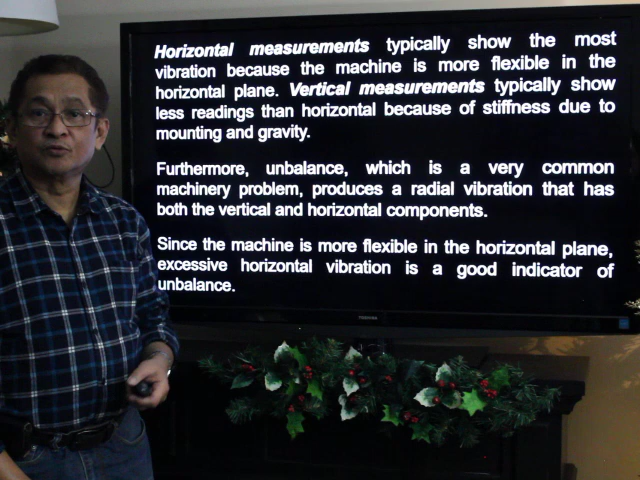 Horizontal measurements typically show the most
vibration because the machine is more flexible in the
horizontal plane. Vertical measurements typically show
less readings than horizontal because of stiffness due to
mounting and gravity.
Furthermore, unbalance, which is a very common
machinery problem, produces a radial vibration that has
both the vertical and horizontal components.
Since the machine is more flexible in the horizontal plane,
excessive horizontal vibration is a good indicator of
unbalance.
TOSHIBA